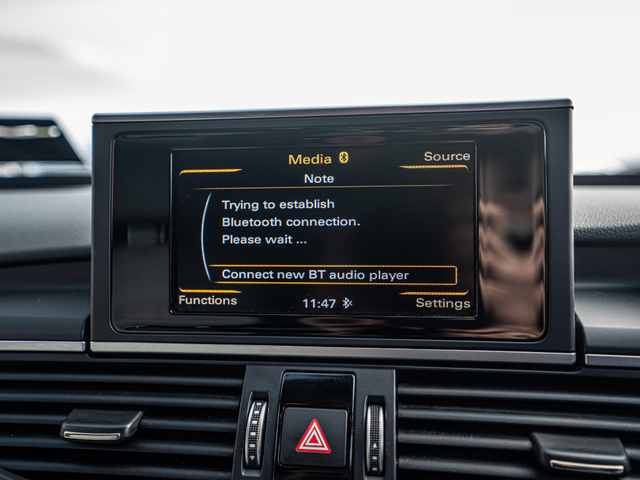 Media
Source
Note
Trying to establish
Bluetooth connection.
Please wait ...
Connect new BT audio player
Functions
11:47
Settings